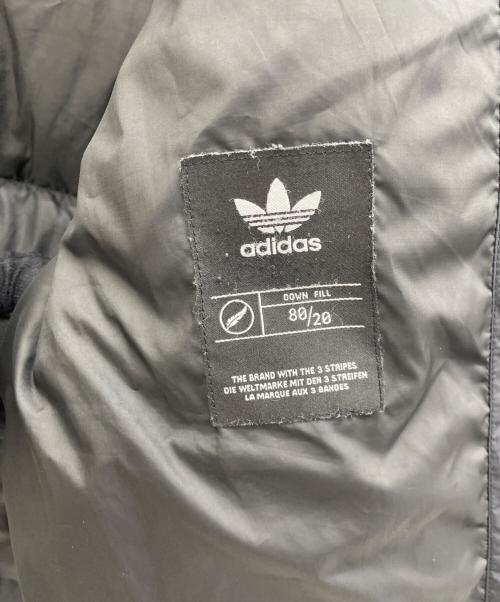 adidas
DOWN FILL
80/20
THE BRAND WITH THE 3 STRIPES
DIE WELTMARKE MIT DEN 3 STREIFEN
LA MARQUE AUX 3 BANDES